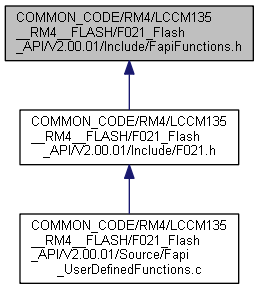 COMMON_CODE/RM4/LCCM135
__RM4__FLASH/F021_Flash
_API/V2.00.01/Include/FapiFunctions.h
COMMON_CODE/RM4/LCCM135
__RM4__FLASH/F021_Flash
_API/V2.00.01/Include/F021.h
COMMON_CODE/RM4/LCCM135
__RM4__FLASH/F021_Flash
_API/V2.00.01/Source/Fapi
_UserDefinedFunctions.c